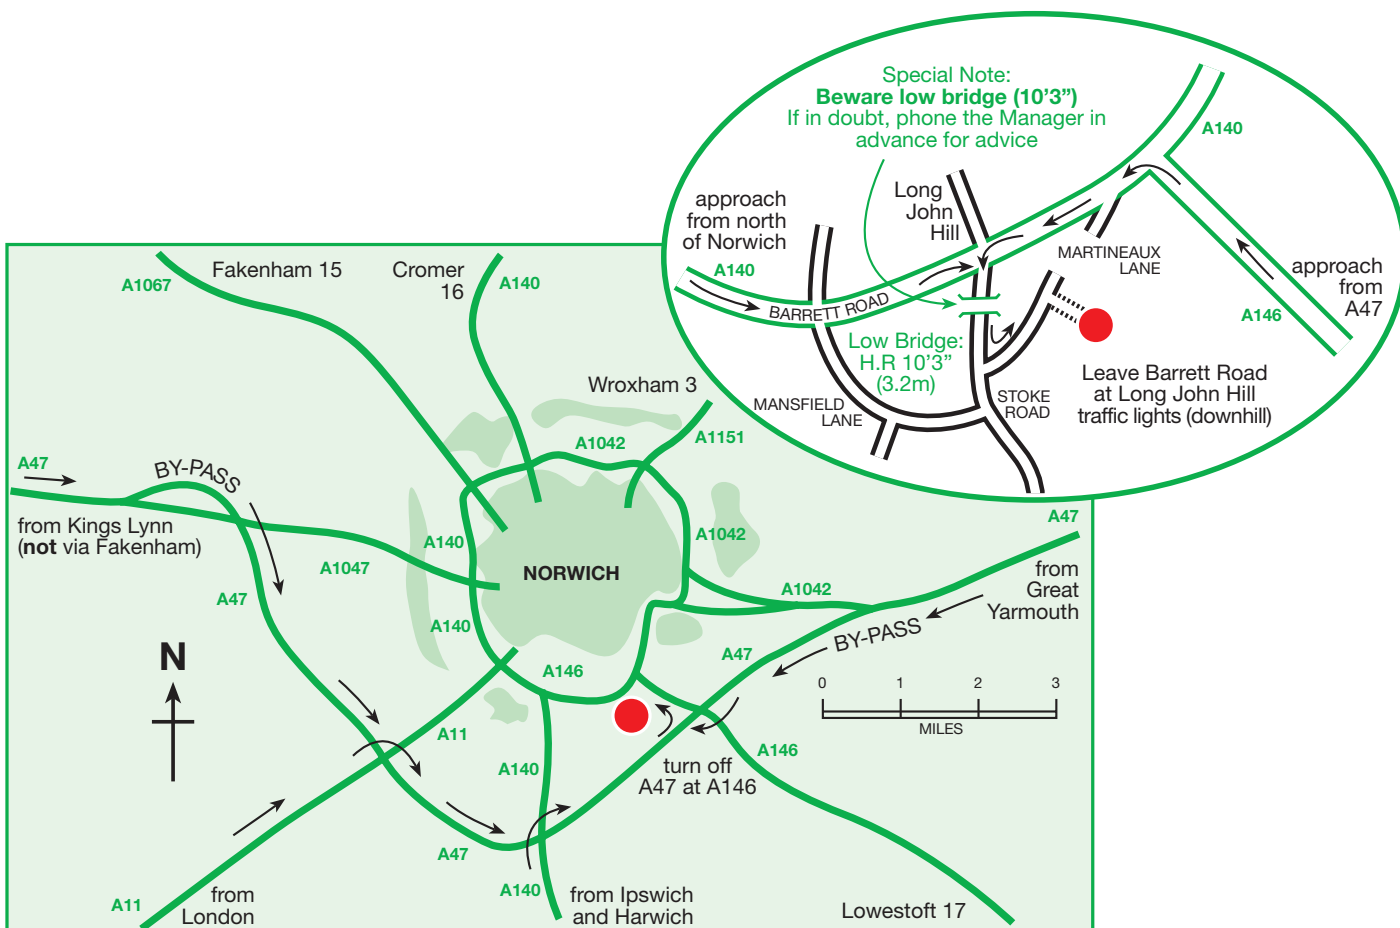 Special Note:
Beware low bridge (10’3”)
If in doubt, phone the Manager in
advance for advice
A140
approach
from north
of Norwich
Long
John
Hill
A140
MARTINEAUX
LANE
approach
from
A47
A146
BARRETT ROAD
Low Bridge:
H.R 10’3”
(3.2m)
MANSFIELD
LANE
STOKE
ROAD
Leave Barrett Road
at Long John Hill
traffic lights (downhill)
A1067
Fakenham 15
Cromer
16
A140
Wroxham 3
A1151
A1042
A47
BY-PASS
from Kings Lynn
(not via Fakenham)
A1047
A140
A47
NORWICH
A1042
A47
from
Great
Yarmouth
A1042
BY-PASS
A47
A140
A146
N
0 1 2 3
MILES
A11
A140
turn off
A47 at A146
A146
A47
A140
from Ipswich
and Harwich
Lowestoft 17
A11
from
London